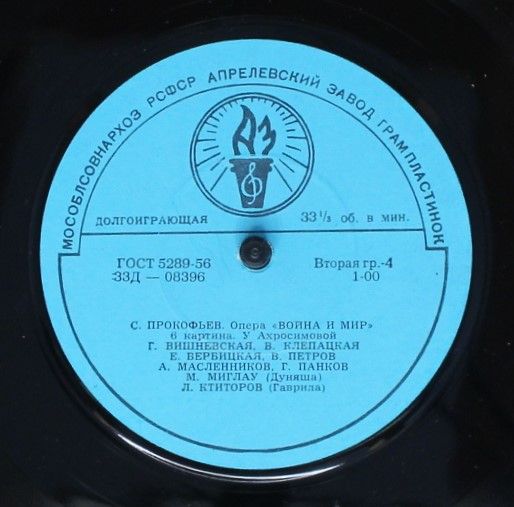 МОСОБЛСОВНАРХОЗ РСФСР АПРЕЛЕВСКИЙ ЗАВОД ГРАМПЛАСТИНОК
АЗ
ДОЛГОИГРАЮЩАЯ 33⅓ об. в мин.
ГОСТ 5289-56 Вторая гр.-4
33Д — 08396 1-00
С. ПРОКОФЬЕВ. Опера «ВОЙНА И МИР»
6 картина. У Ахросимовой
Г. ВИШНЕВСКАЯ, В. КЛЕПАЦКАЯ
Е. ВЕРБИЦКАЯ, В. ПЕТРОВ
А. МАСЛЕННИКОВ, Г. ПАНКОВ
М. МИГЛАУ (Дуняша)
Л. КТИТОРОВ (Гаврила)